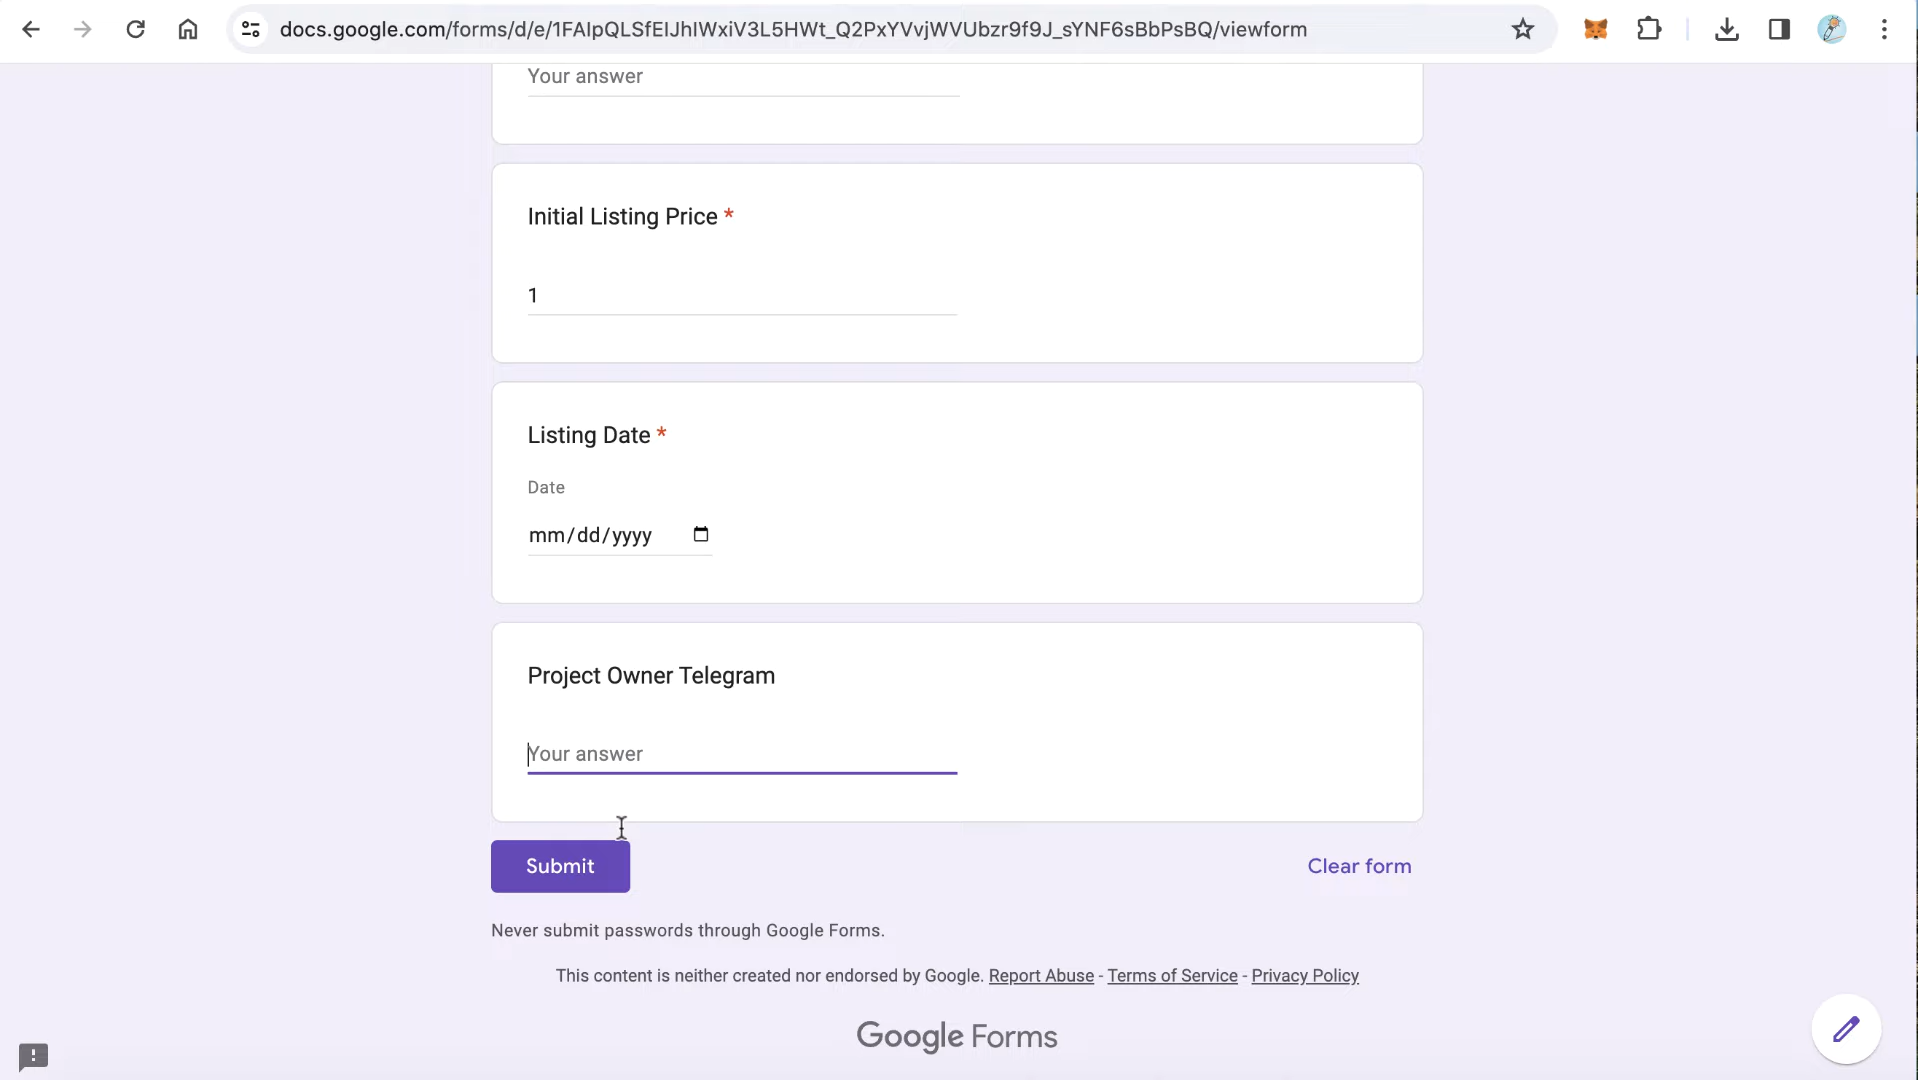 docs.google.com/forms/d/e/1FAIpQLSfEIJhIWxiV3L5HWt_Q2PxYVvjWVUbzr9f9J_sYNF6sBbPsBQ/viewform
Your answer
Initial Listing Price *
1
Listing Date *
Date
mm/dd/yyyy
Project Owner Telegram
Your answer
Submit
Clear form
Never submit passwords through Google Forms.
This content is neither created nor endorsed by Google. Report Abuse - Terms of Service - Privacy Policy
Google Forms